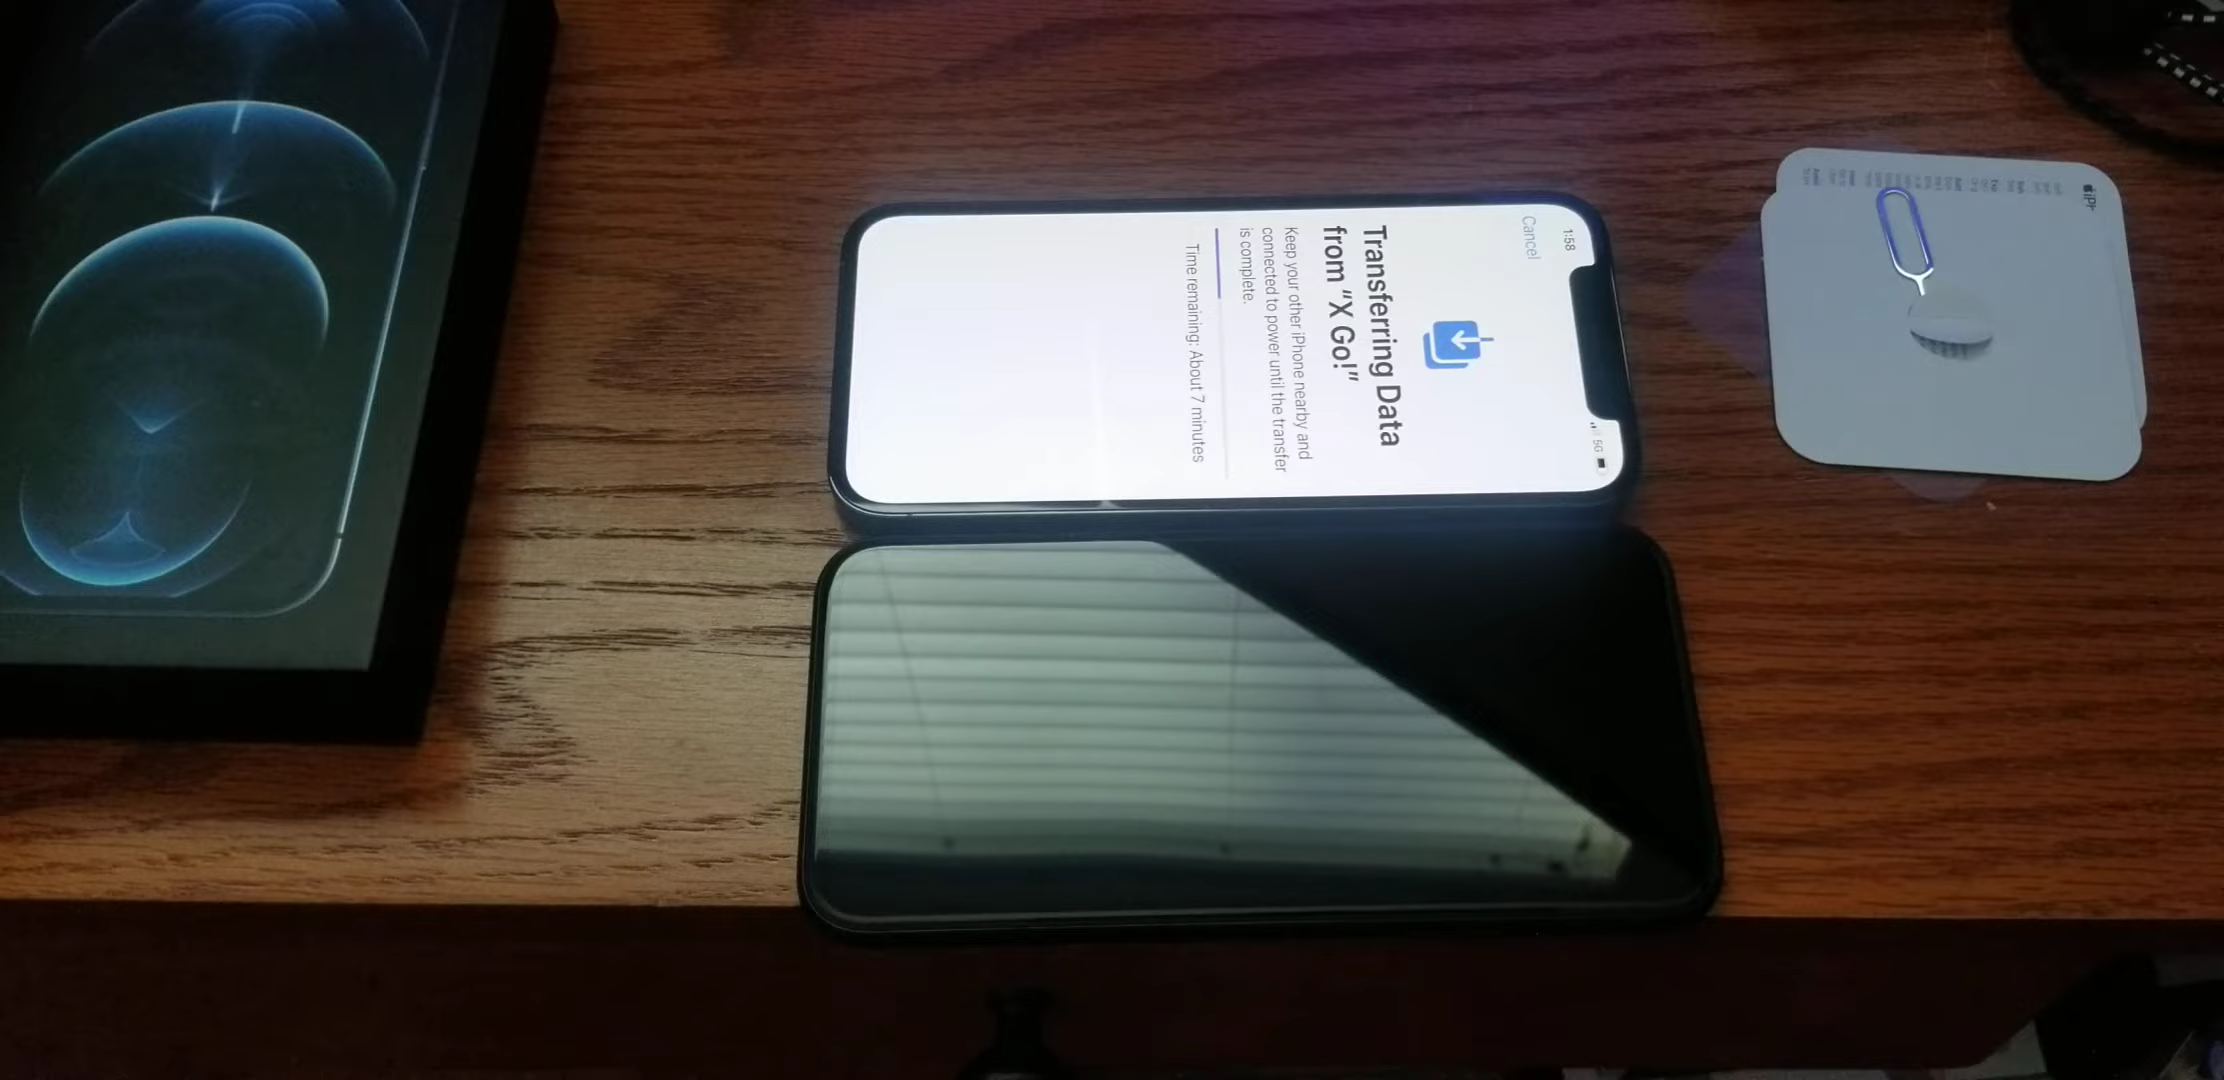 1:58
5G
Cancel
Transferring Data
from "X Go!"
Keep your other iPhone nearby and
connected to power until the transfer
is complete.
Time remaining: About 7 minutes